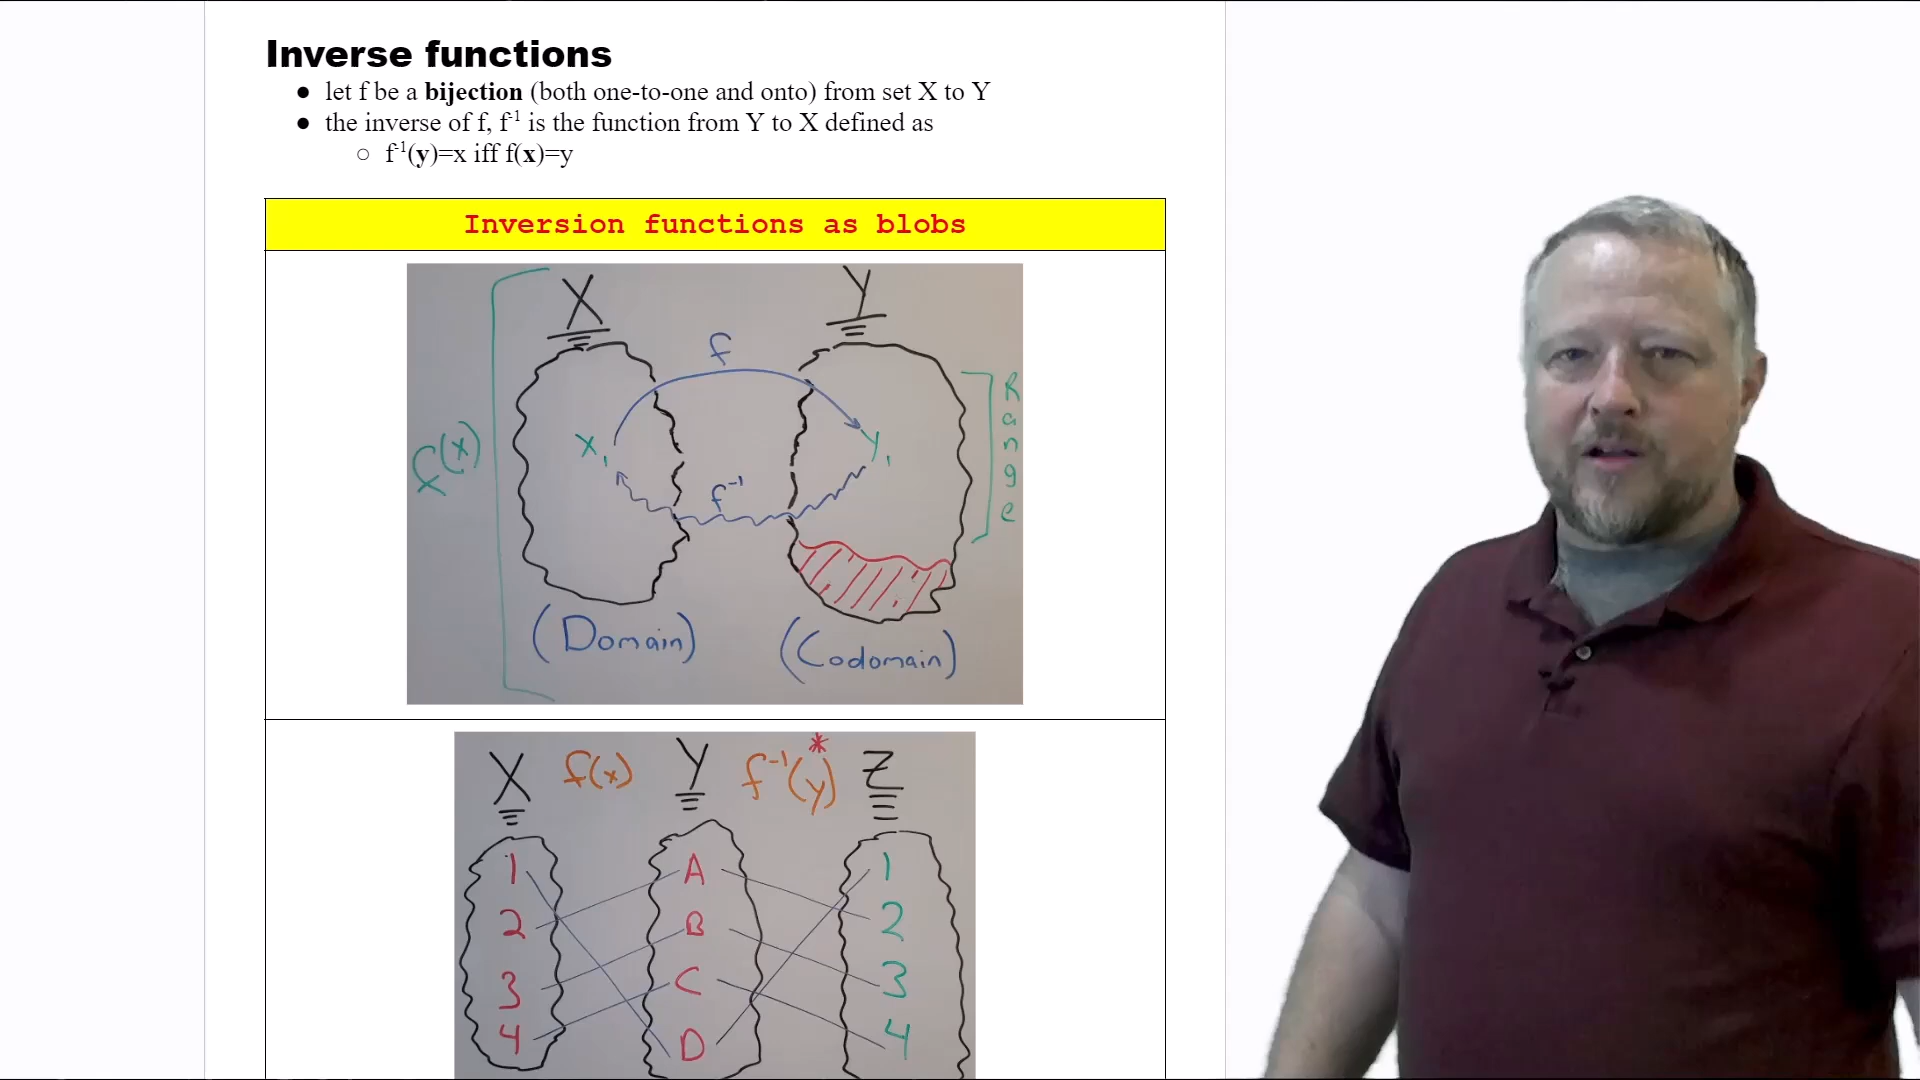 Inverse functions
● let f be a bijection (both one-to-one and onto) from set X to Y
● the inverse of f, f⁻¹ is the function from Y to X defined as
○ f⁻¹(y)=x iff f(x)=y
Inversion functions as blobs
X Y
f
Range
f(x)
x₁ y₁
f⁻¹
(Domain) (Codomain)
X f(x) Y f⁻¹(y)* Z
1 A 1
2 B 2
3 C 3
4 D 4